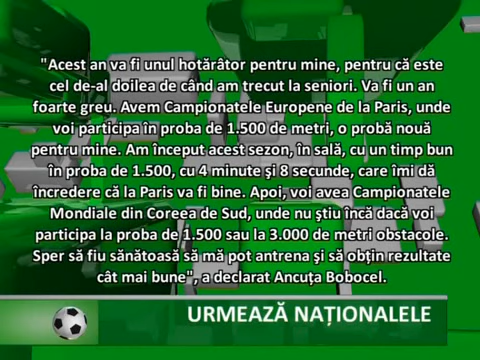 "Acest an va fi unul hotărâtor pentru mine, pentru că este
cel de-al doilea de când am trecut la seniori. Va fi un an
foarte greu. Avem Campionatele Europene de la Paris, unde
voi participa în proba de 1.500 de metri, o probă nouă
pentru mine. Am început acest sezon, în sală, cu un timp bun
în proba de 1.500, cu 4 minute şi 8 secunde, care îmi dă
încredere că la Paris va fi bine. Apoi, voi avea Campionatele
Mondiale din Coreea de Sud, unde nu ştiu încă dacă voi
participa la proba de 1.500 sau la 3.000 de metri obstacole.
Sper să fiu sănătoasă să mă pot antrena şi să obţin rezultate
cât mai bune", a declarat Ancuţa Bobocel.
URMEAZĂ NAŢIONALELE